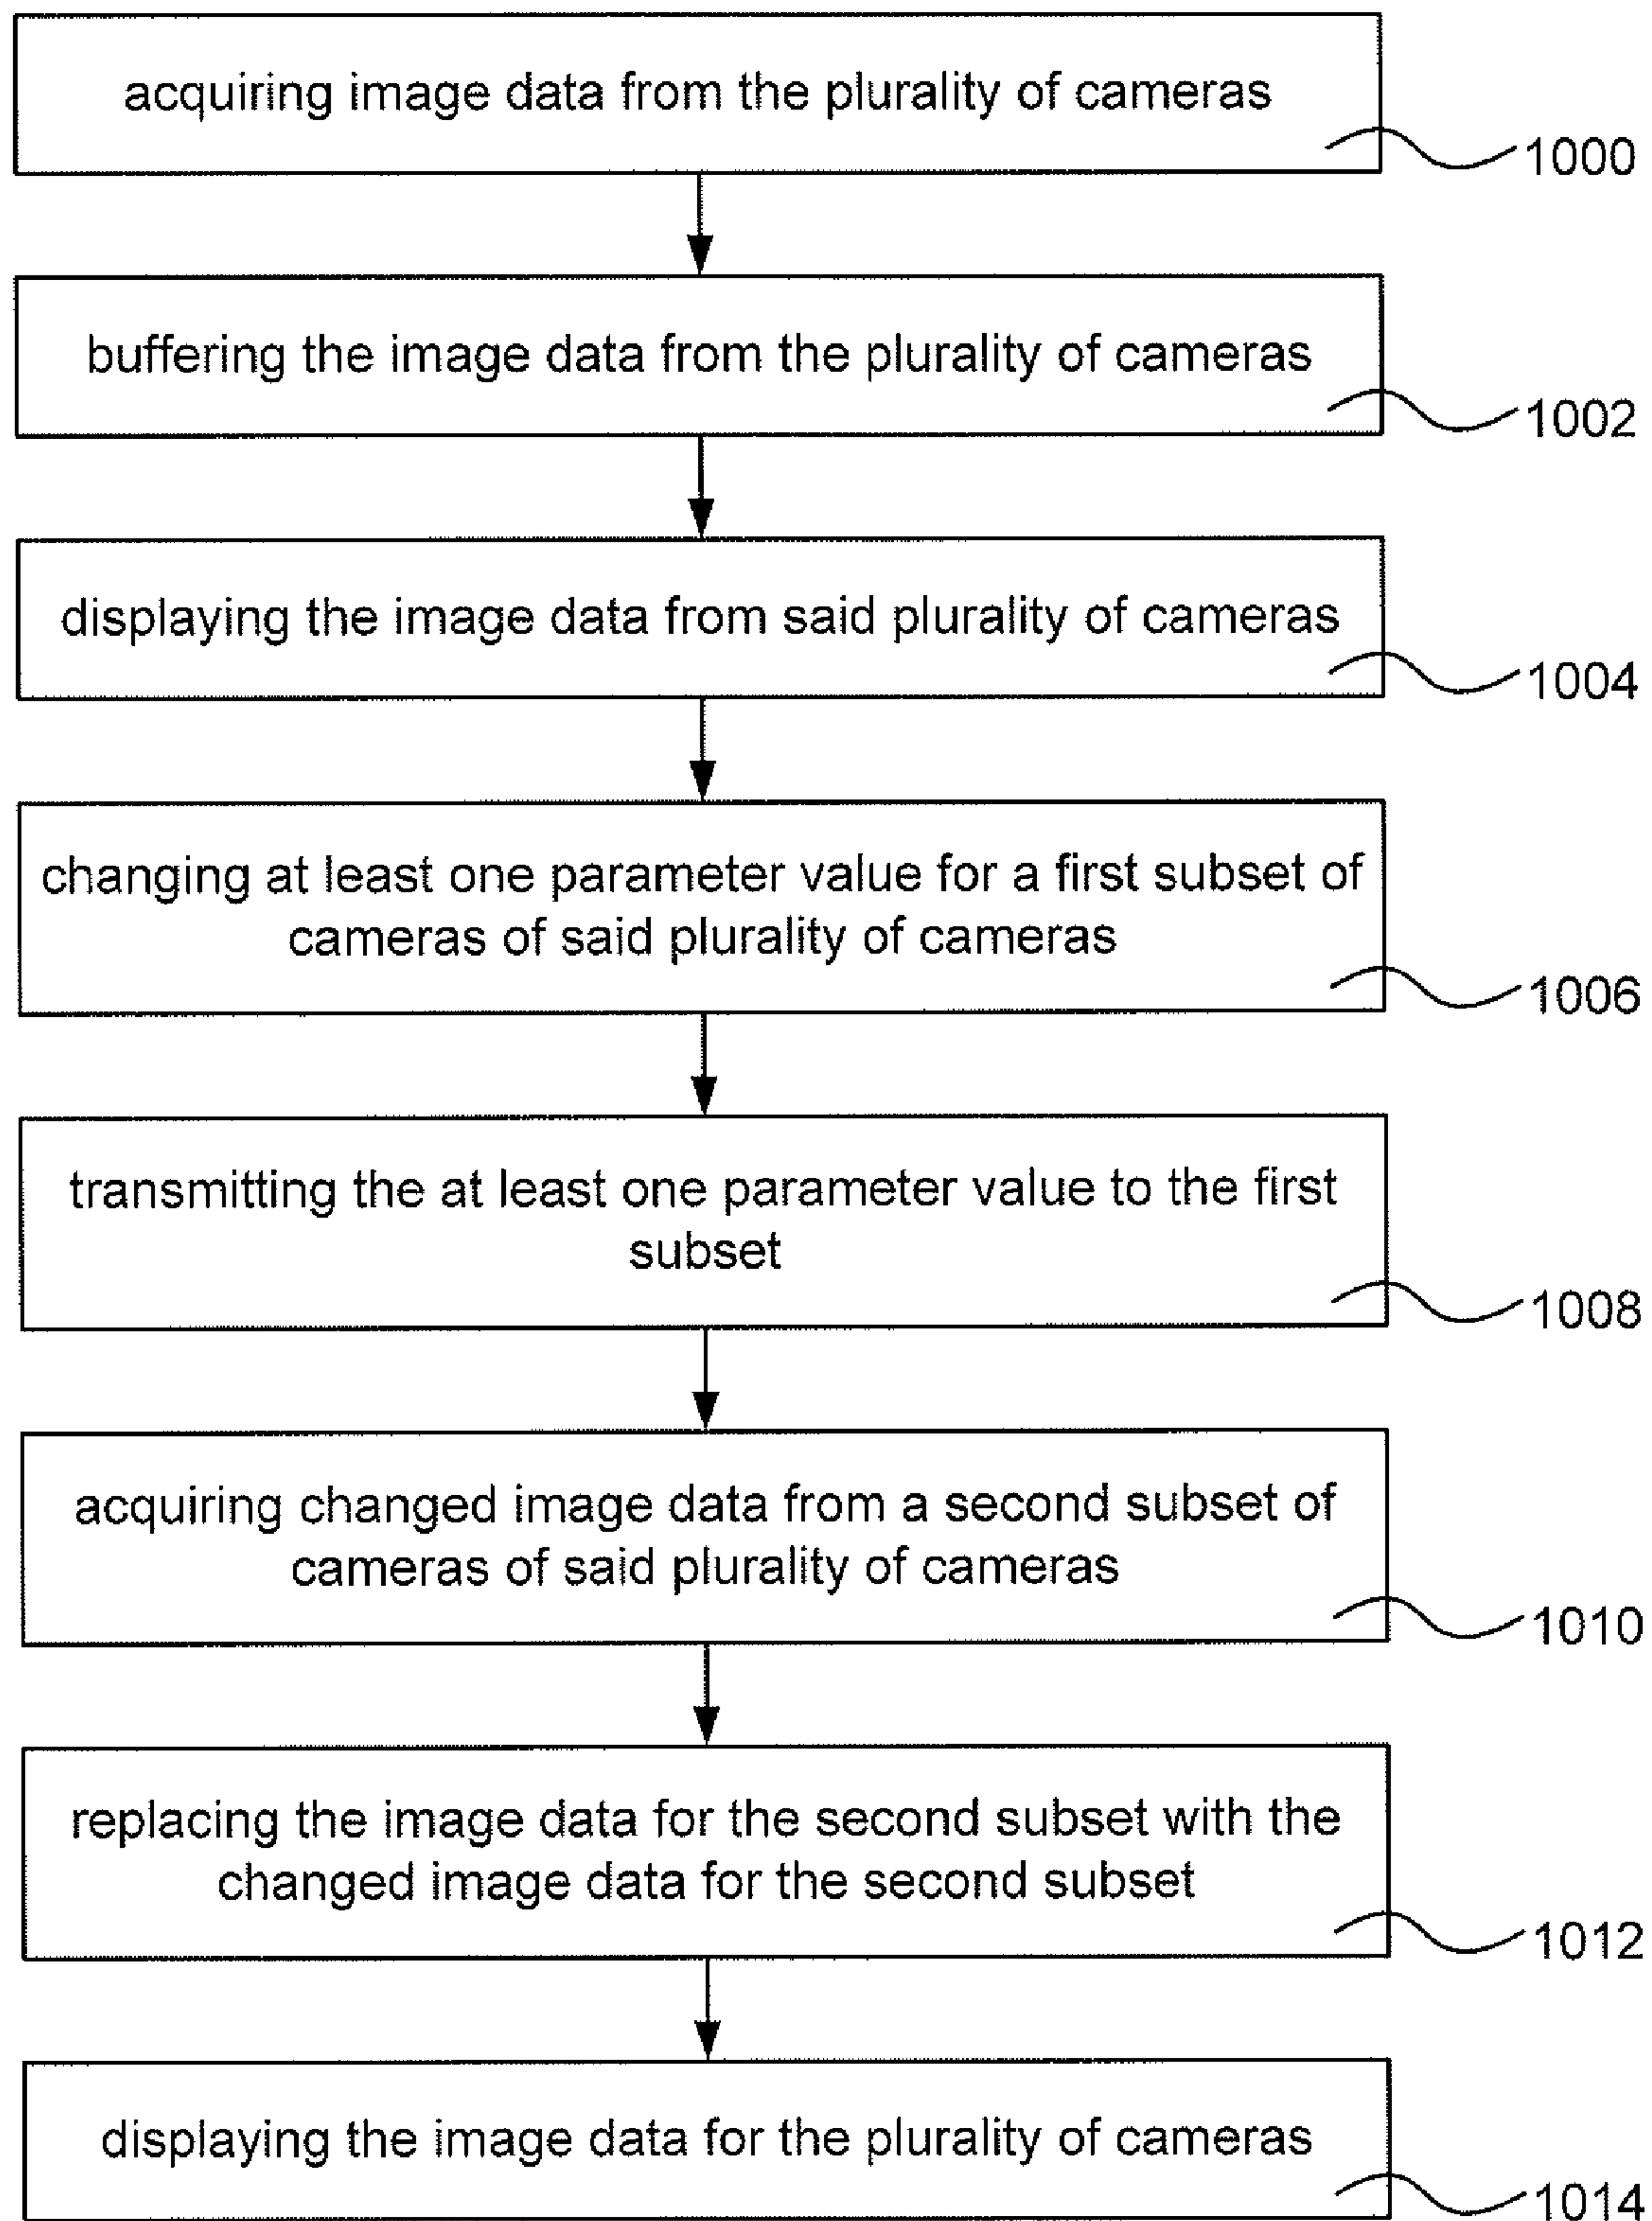 acquiring image data from the plurality of cameras
1000
buffering the image data from the plurality of cameras
1002
displaying the image data from said plurality of cameras
1004
changing at least one parameter value for a first subset of
cameras of said plurality of cameras
1006
transmitting the at least one parameter value to the first
subset
1008
acquiring changed image data from a second subset of
cameras of said plurality of cameras
1010
replacing the image data for the second subset with the
changed image data for the second subset
1012
displaying the image data for the plurality of cameras
1014